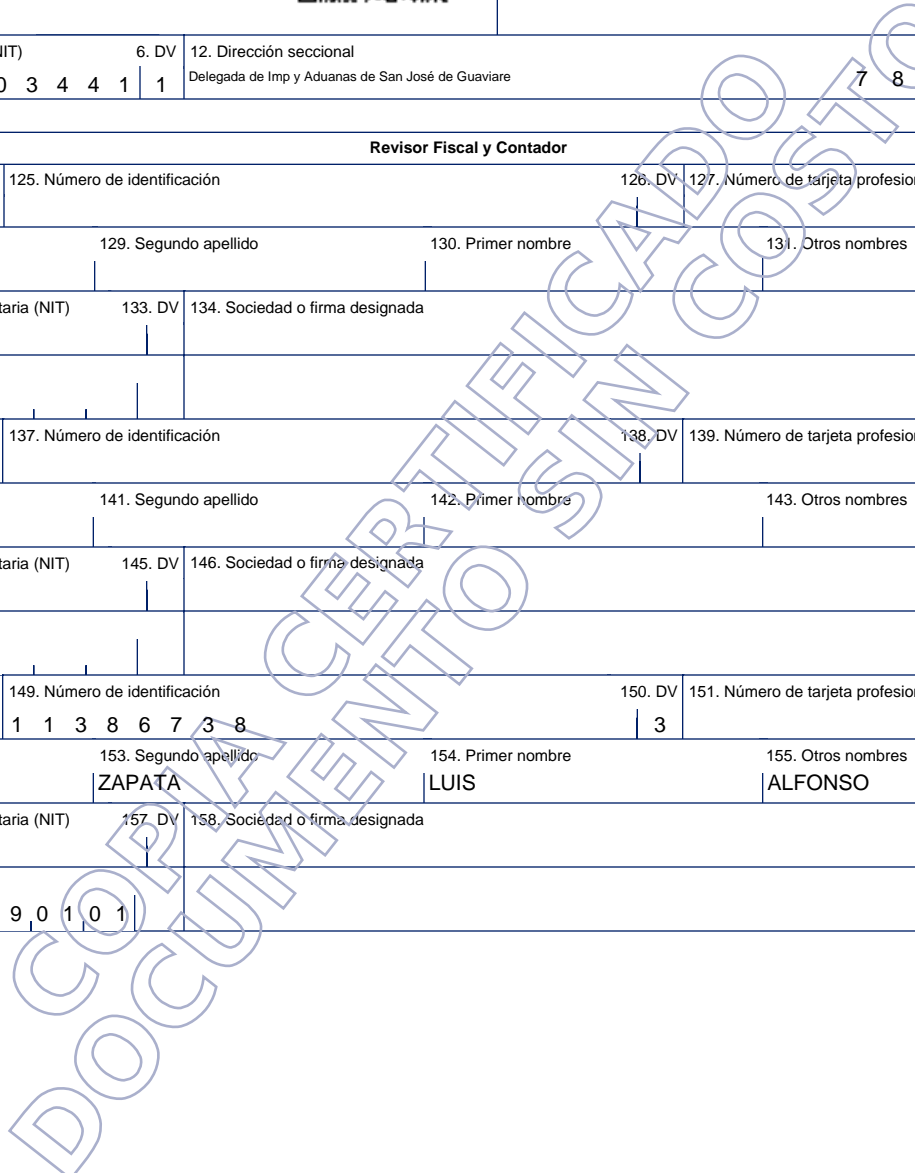 NIT) 6. DV 12. Dirección seccional
0 3 4 4 1 1 Delegada de Imp y Aduanas de San José de Guaviare 7 8
Revisor Fiscal y Contador
125. Número de identificación 126. DV 127. Número de tarjeta profesion
129. Segundo apellido 130. Primer nombre 131. Otros nombres
taria (NIT) 133. DV 134. Sociedad o firma designada
137. Número de identificación 138. DV 139. Número de tarjeta profesion
141. Segundo apellido 142. Primer nombre 143. Otros nombres
taria (NIT) 145. DV 146. Sociedad o firma designada
149. Número de identificación 150. DV 151. Número de tarjeta profesion
1 1 3 8 6 7 3 8 3
153. Segundo apellido 154. Primer nombre 155. Otros nombres
ZAPATA LUIS ALFONSO
taria (NIT) 157. DV 158. Sociedad o firma designada
9 0 1 0 1
COPIA CERTIFICADO
DOCUMENTO SIN COSTO